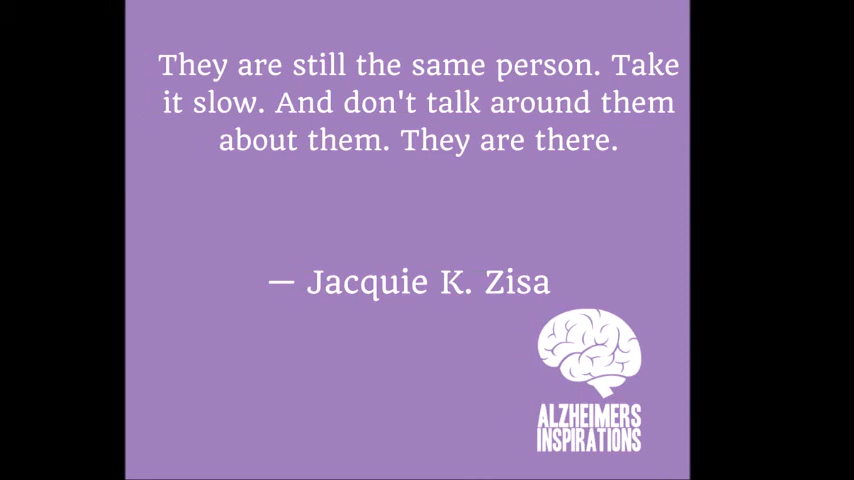 They are still the same person. Take
it slow. And don't talk around them
about them. They are there.
— Jacquie K. Zisa
ALZHEIMERS
INSPIRATIONS